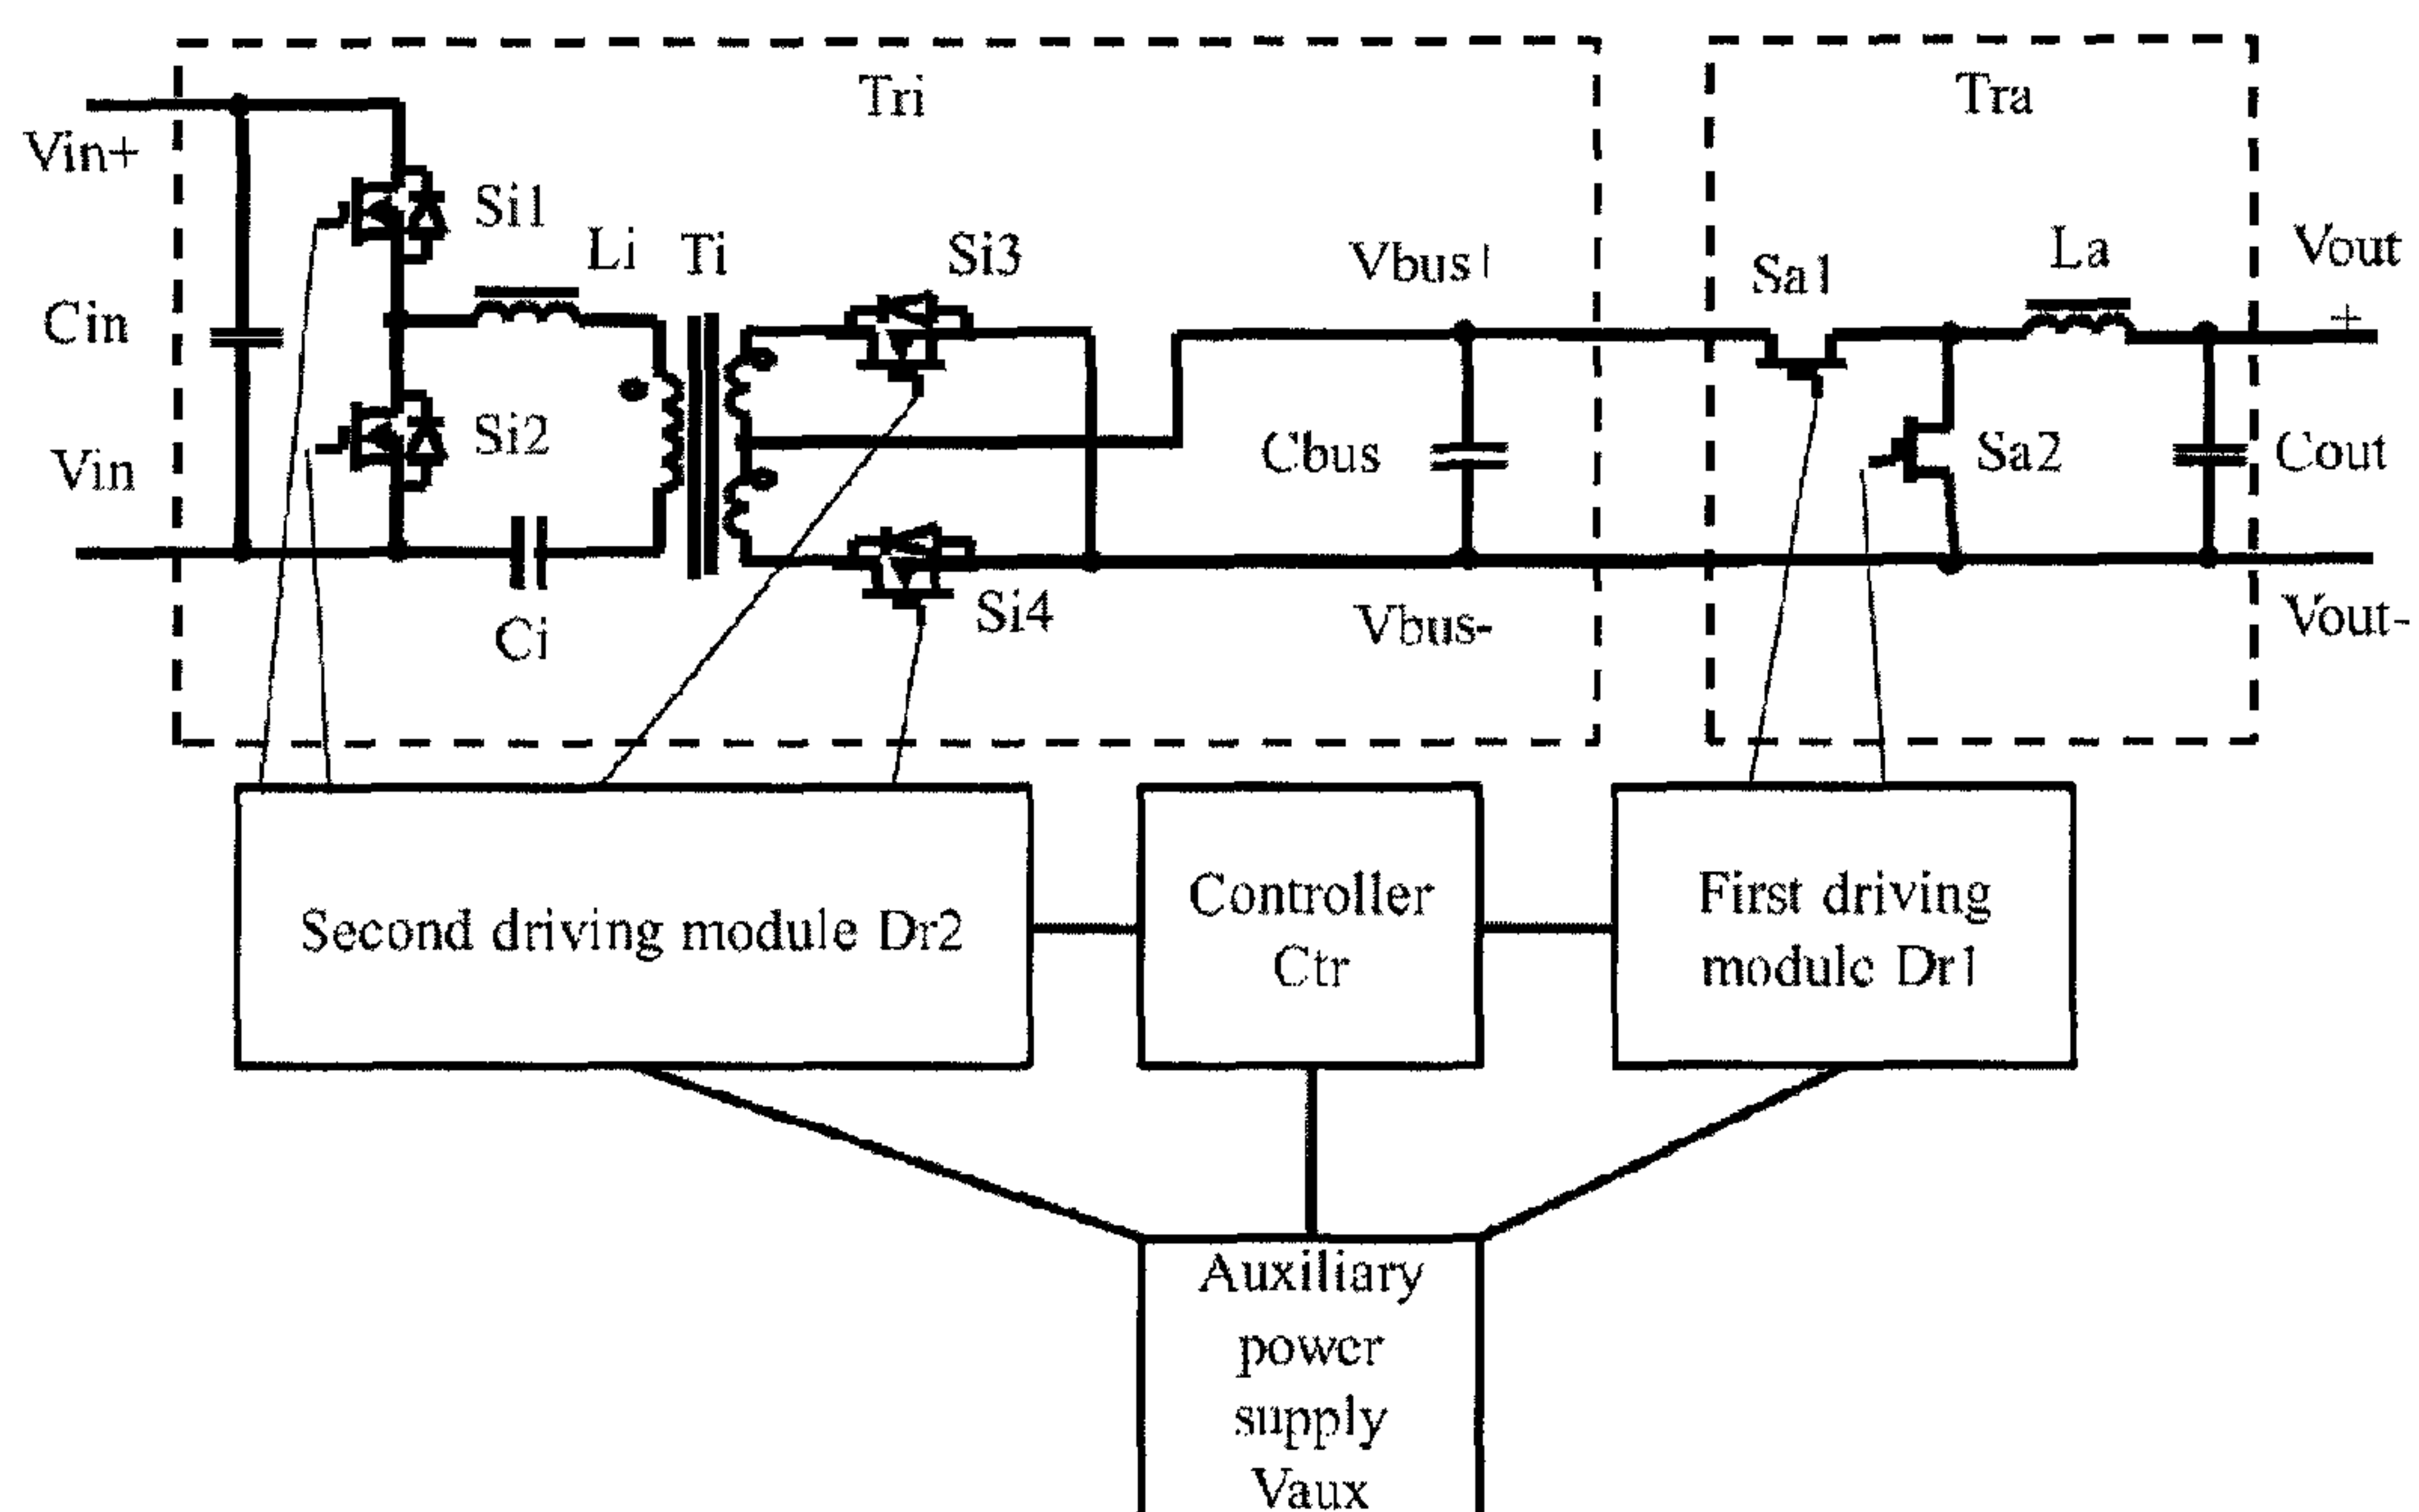 Tri
Tra
Vin+
Si1
Li
Ti
Si3
Vbus1
Sa1
La
Vout
+
Cin
Si2
Vin
Cbus
Sa2
Cout
Ci
Si4
Vbus-
Vout-
Second driving module Dr2
Controller
Ctr
First driving
module Dr1
Auxiliary
power
supply
Vaux